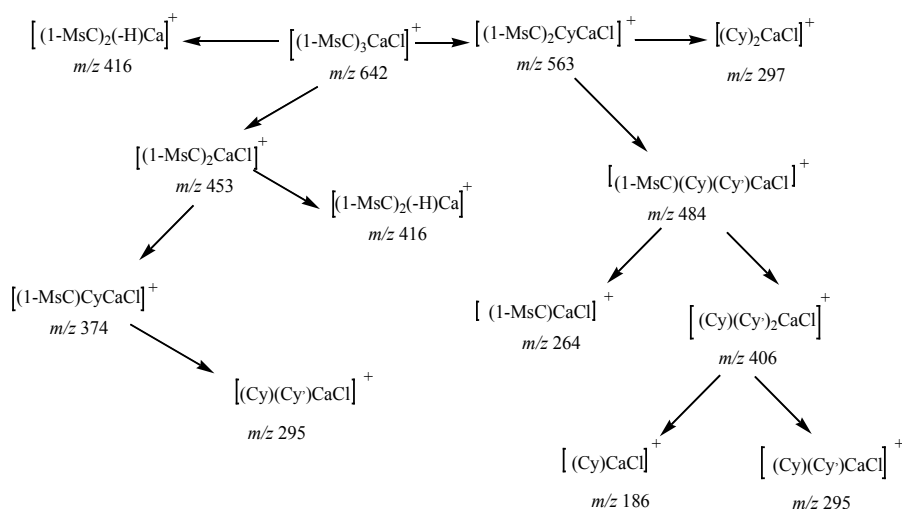 [(1-MsC)₂(-H)Ca]⁺
m/z 416
[(1-MsC)₃CaCl]⁺
m/z 642
[(1-MsC)₂CyCaCl]⁺
m/z 563
[(Cy)₂CaCl]⁺
m/z 297
[(1-MsC)₂CaCl]⁺
m/z 453
[(1-MsC)₂(-H)Ca]⁺
m/z 416
[(1-MsC)(Cy)(Cy')CaCl]⁺
m/z 484
[(1-MsC)CyCaCl]⁺
m/z 374
[(1-MsC)CaCl]⁺
m/z 264
[(Cy)(Cy')₂CaCl]⁺
m/z 406
[(Cy)(Cy')CaCl]⁺
m/z 295
[(Cy)CaCl]⁺
m/z 186
[(Cy)(Cy')CaCl]⁺
m/z 295